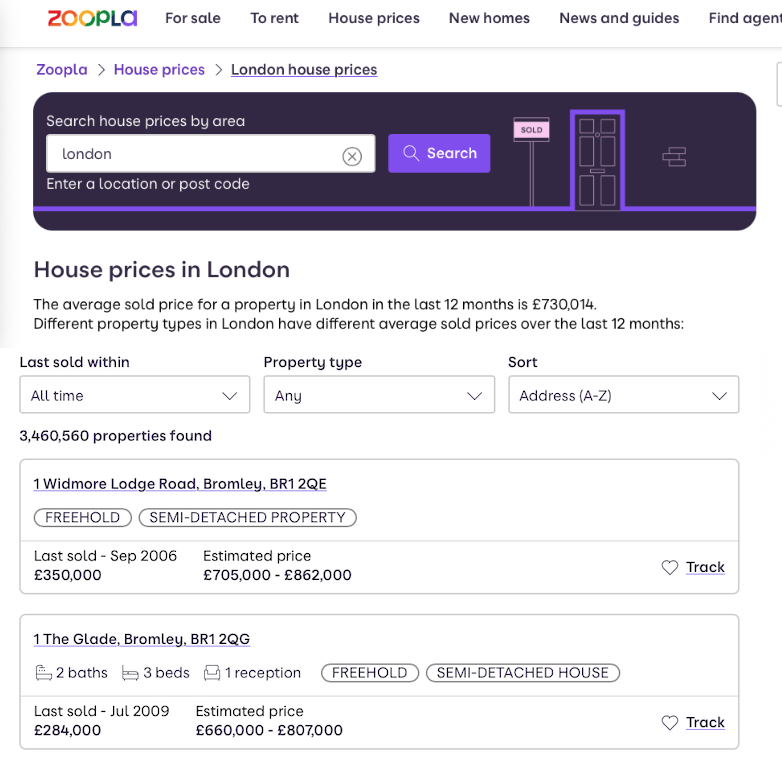 ZOOPLA For sale To rent House prices New homes News and guides Find agent
Zoopla > House prices > London house prices
Search house prices by area
london
Search
SOLD
Enter a location or post code
House prices in London
The average sold price for a property in London in the last 12 months is £730,014.
Different property types in London have different average sold prices over the last 12 months:
Last sold within Property type Sort
All time Any Address (A-Z)
3,460,560 properties found
1 Widmore Lodge Road, Bromley, BR1 2QE
FREEHOLD SEMI-DETACHED PROPERTY
Last sold - Sep 2006 Estimated price
£350,000 £705,000 - £862,000
Track
1 The Glade, Bromley, BR1 2QG
2 baths 3 beds 1 reception FREEHOLD SEMI-DETACHED HOUSE
Last sold - Jul 2009 Estimated price
£284,000 £660,000 - £807,000
Track